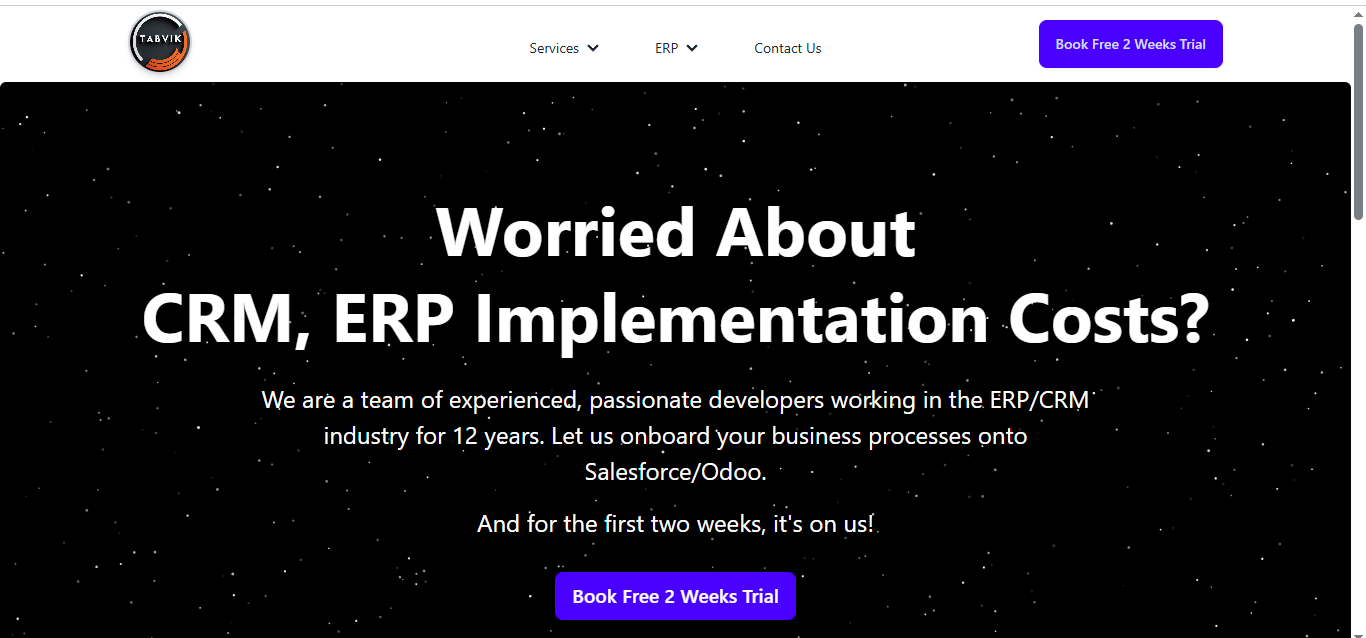 TABVIK
Services
ERP
Contact Us
Book Free 2 Weeks Trial
Worried About
CRM, ERP Implementation Costs?
We are a team of experienced, passionate developers working in the ERP/CRM
industry for 12 years. Let us onboard your business processes onto
Salesforce/Odoo.
And for the first two weeks, it's on us!
Book Free 2 Weeks Trial